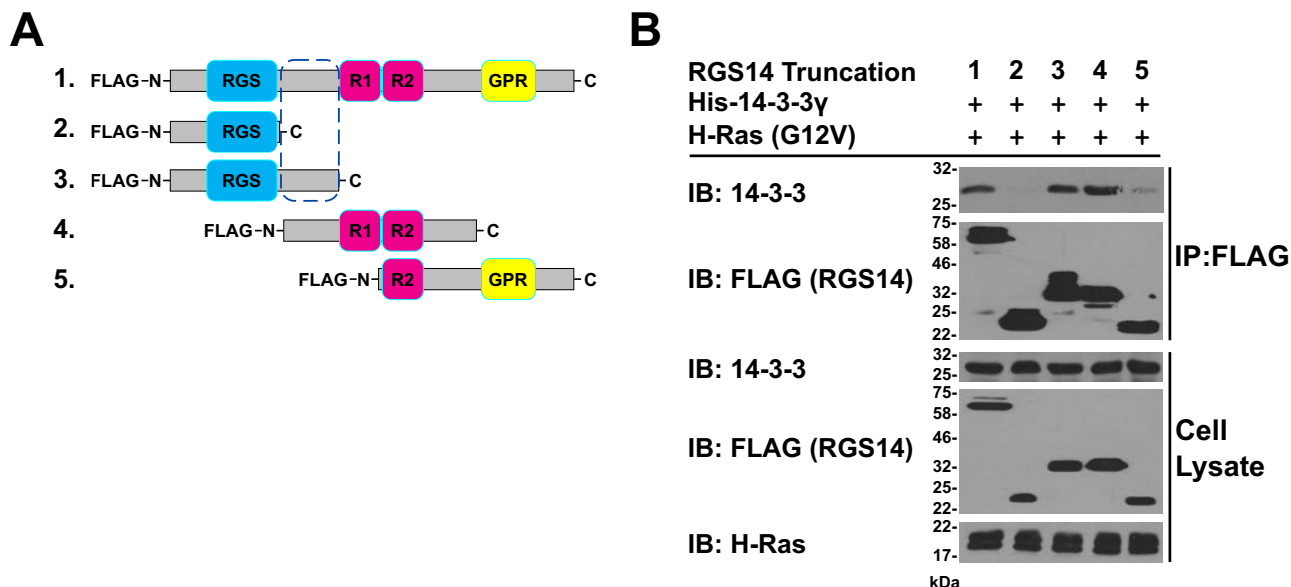 A
1. FLAG-N- RGS R1 R2 GPR -C
2. FLAG-N- RGS -C
3. FLAG-N- RGS -C
4. FLAG-N- R1 R2 -C
5. FLAG-N- R2 GPR -C
B
RGS14 Truncation 1 2 3 4 5
His-14-3-3γ + + + + +
H-Ras (G12V) + + + + +
IB: 14-3-3
32-
25-
IB: FLAG (RGS14)
75-
58-
46-
32-
25-
22-
IP:FLAG
IB: 14-3-3
32-
25-
IB: FLAG (RGS14)
75-
58-
46-
32-
25-
22-
IB: H-Ras
22-
17-
kDa
Cell
Lysate